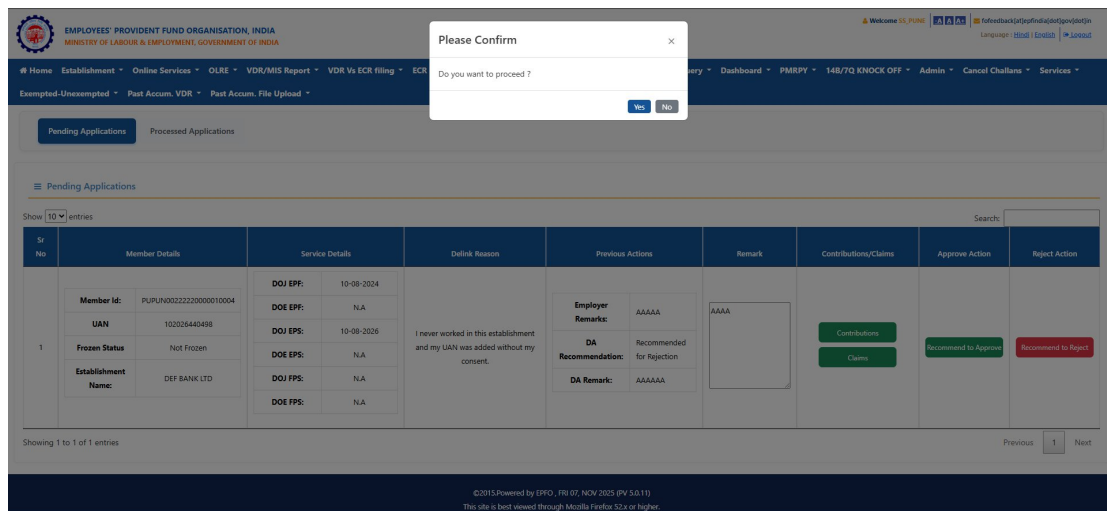 EMPLOYEES' PROVIDENT FUND ORGANISATION, INDIA
MINISTRY OF LABOUR & EMPLOYMENT, GOVERNMENT OF INDIA
Welcome SS_PUNE -A A A+ fofeedback[at]epfindia[dot]gov[dot]in
Language : Hindi | English Logout
Please Confirm ×
Do you want to proceed ?
Yes No
Home Establishment Online Services OLRE VDR/MIS Report VDR Vs ECR filing ECR Dashboard PMRPY 14B/7Q KNOCK OFF Admin Cancel Challans Services
Exempted-Unexempted Past Accum. VDR Past Accum. File Upload
Pending Applications Processed Applications
Pending Applications
Show 10 entries Search:
Sr No Member Details Service Details Delink Reason Previous Actions Remark Contributions/Claims Approve Action Reject Action
1
Member Id: PUPUN00222220000010004
UAN 102026440498
Frozen Status Not Frozen
Establishment Name: DEF BANK LTD
DOJ EPF: 10-08-2024
DOE EPF: N.A
DOJ EPS: 10-08-2026
DOE EPS: N.A
DOJ FPS: N.A
DOE FPS: N.A
I never worked in this establishment
and my UAN was added without my
consent.
Employer Remarks: AAAAA
DA Recommendation: Recommended for Rejection
DA Remark: AAAAAA
AAAA
Contributions
Claims
Recommend to Approve
Recommend to Reject
Showing 1 to 1 of 1 entries Previous 1 Next
©2015.Powered by EPFO , FRI 07, NOV 2025 (PV 5.0.11)
This site is best viewed through Mozilla Firefox 52.x or higher.